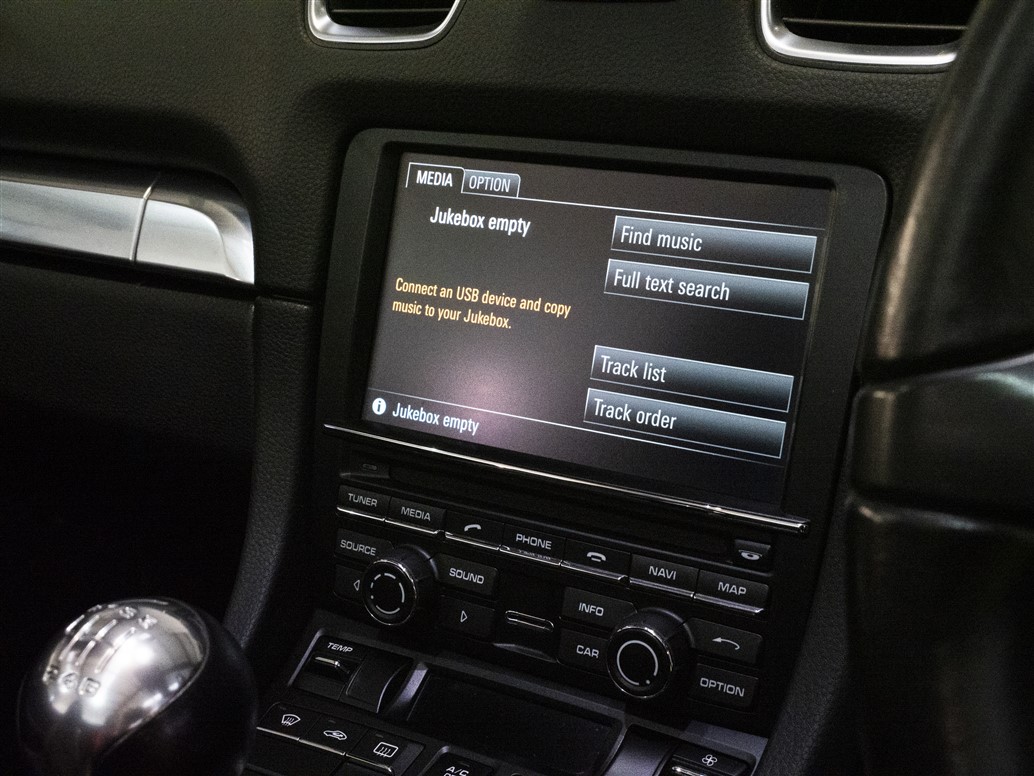 MEDIA OPTION
Jukebox empty
Find music
Full text search
Connect an USB device and copy
music to your Jukebox.
Track list
Track order
Jukebox empty
TUNER MEDIA PHONE NAVI MAP
SOURCE SOUND INFO
CAR
OPTION
TEMP
A/C